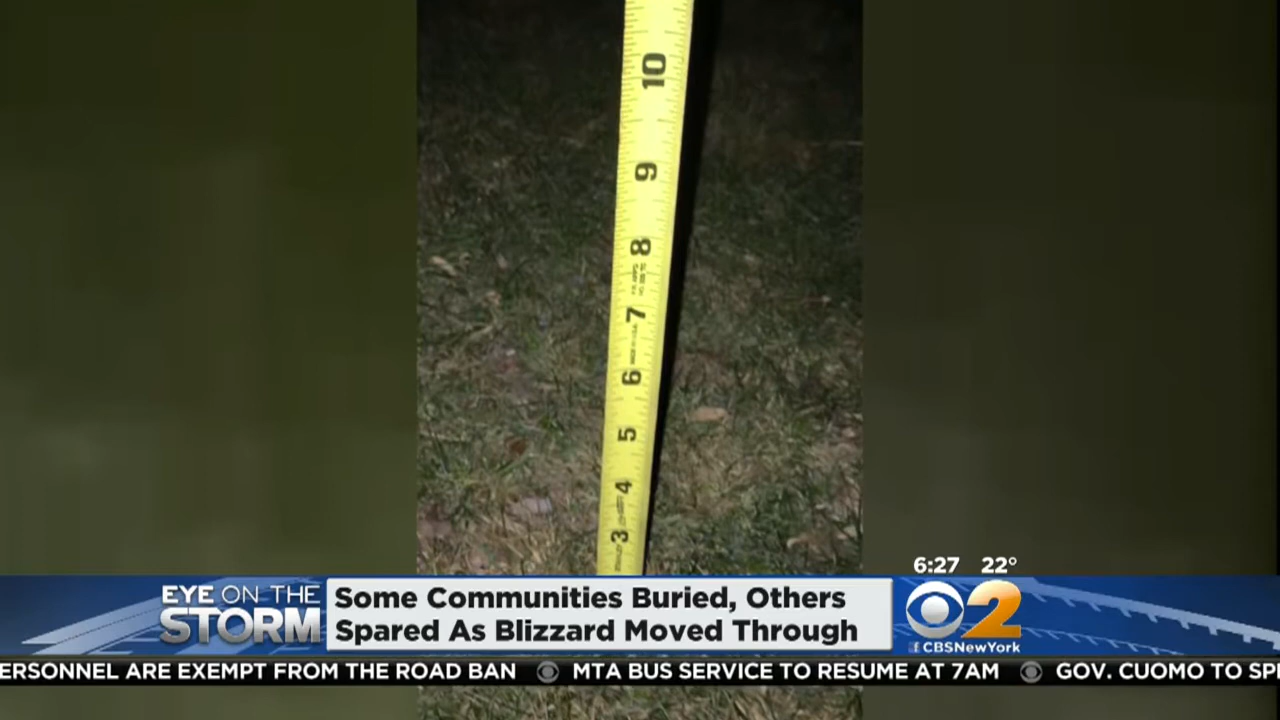 10
9
8
7
6
5
4
3
6:27 22°
EYE ON THE
STORM
Some Communities Buried, Others
Spared As Blizzard Moved Through
2
f CBSNewYork
ERSONNEL ARE EXEMPT FROM THE ROAD BAN MTA BUS SERVICE TO RESUME AT 7AM GOV. CUOMO TO SP